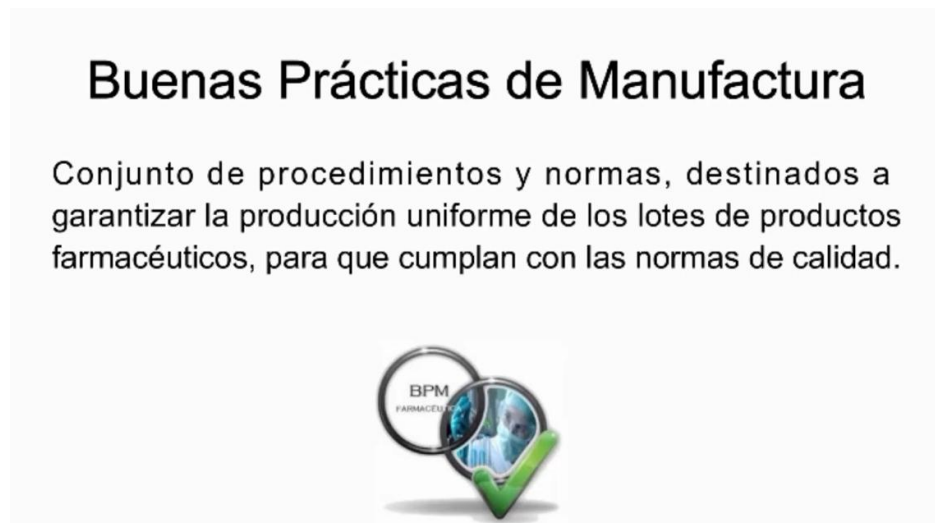 Buenas Prácticas de Manufactura
Conjunto de procedimientos y normas, destinados a
garantizar la producción uniforme de los lotes de productos
farmacéuticos, para que cumplan con las normas de calidad.
BPM